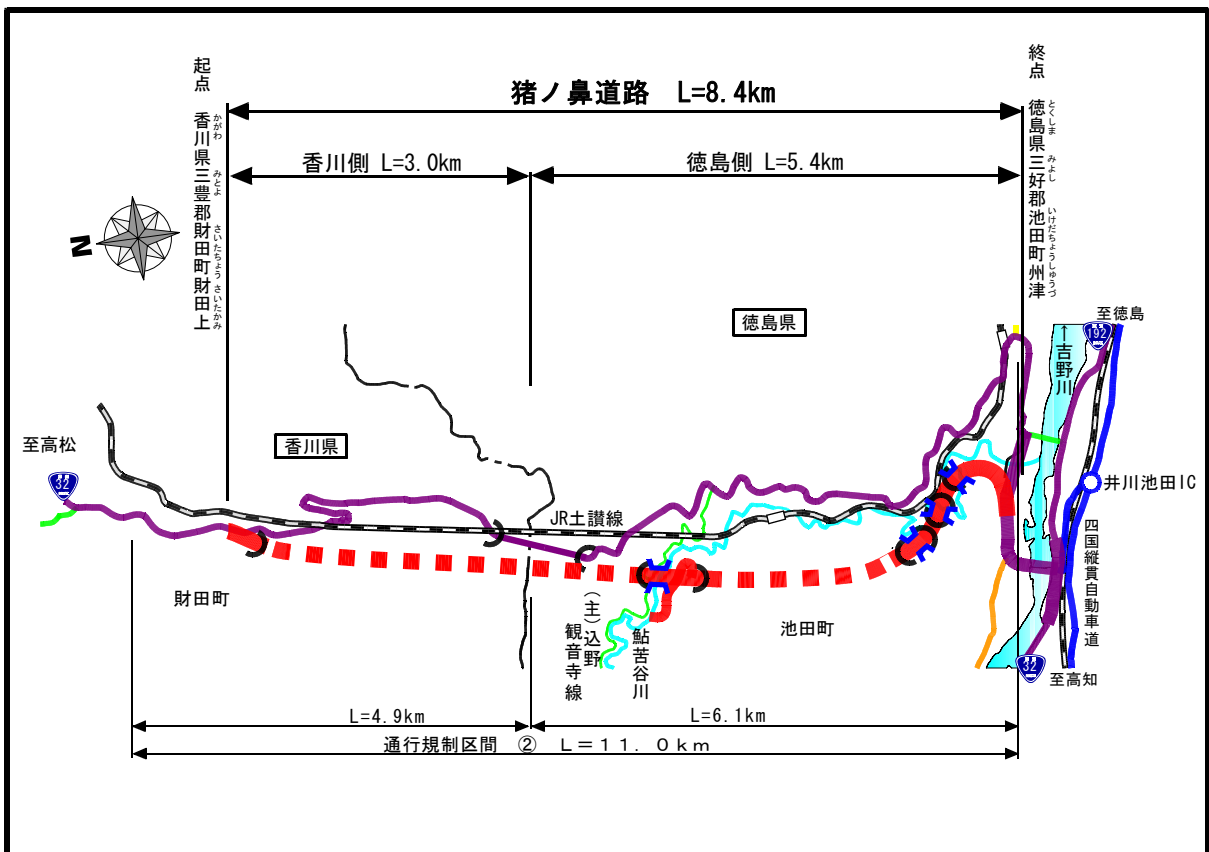 猪ノ鼻道路　L=8.4km
香川側 L=3.0km
徳島側 L=5.4km
起点　香川県三豊郡財田町財田上
かがわ
みとよ
さいたちょう
さいたかみ
終点　徳島県三好郡池田町州津
とくしま
みよし
いけだちょうしゅうづ
N
徳島県
香川県
至徳島
192
←吉野川
至高松
32
井川池田IC
JR土讃線
四国縦貫自動車道
財田町
(主)込野
観音寺線
鮎苦谷川
池田町
32
至高知
L=4.9km
L=6.1km
通行規制区間　②　L＝１１．０ｋｍ